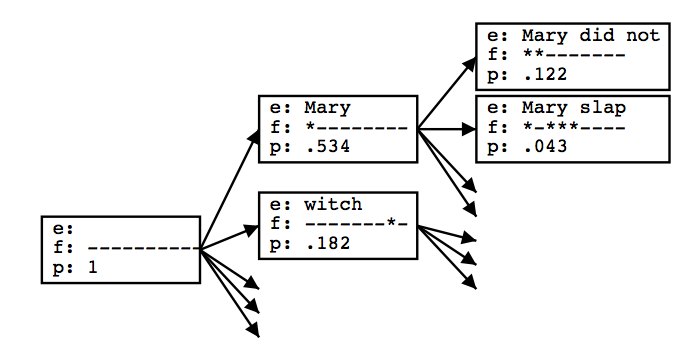 e: Mary did not
f: **-------
p: .122
e: Mary
f: *--------
p: .534
e: Mary slap
f: *-***----
p: .043
e: witch
f: -------*-
p: .182
e:
f: ----------
p: 1